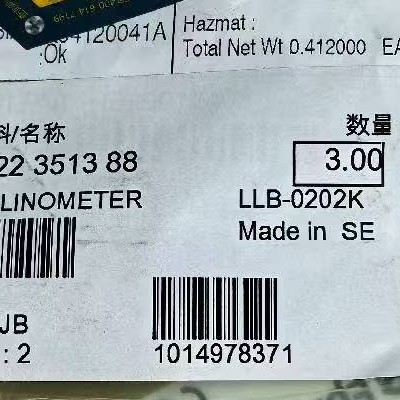 Hazmat :
4120041A
:Ok
Total Net Wt 0.412000 EA
料/名称
数量
22 3513 88
3.00
LINOMETER
LLB-0202K
Made in SE
JB
: 2
1014978371